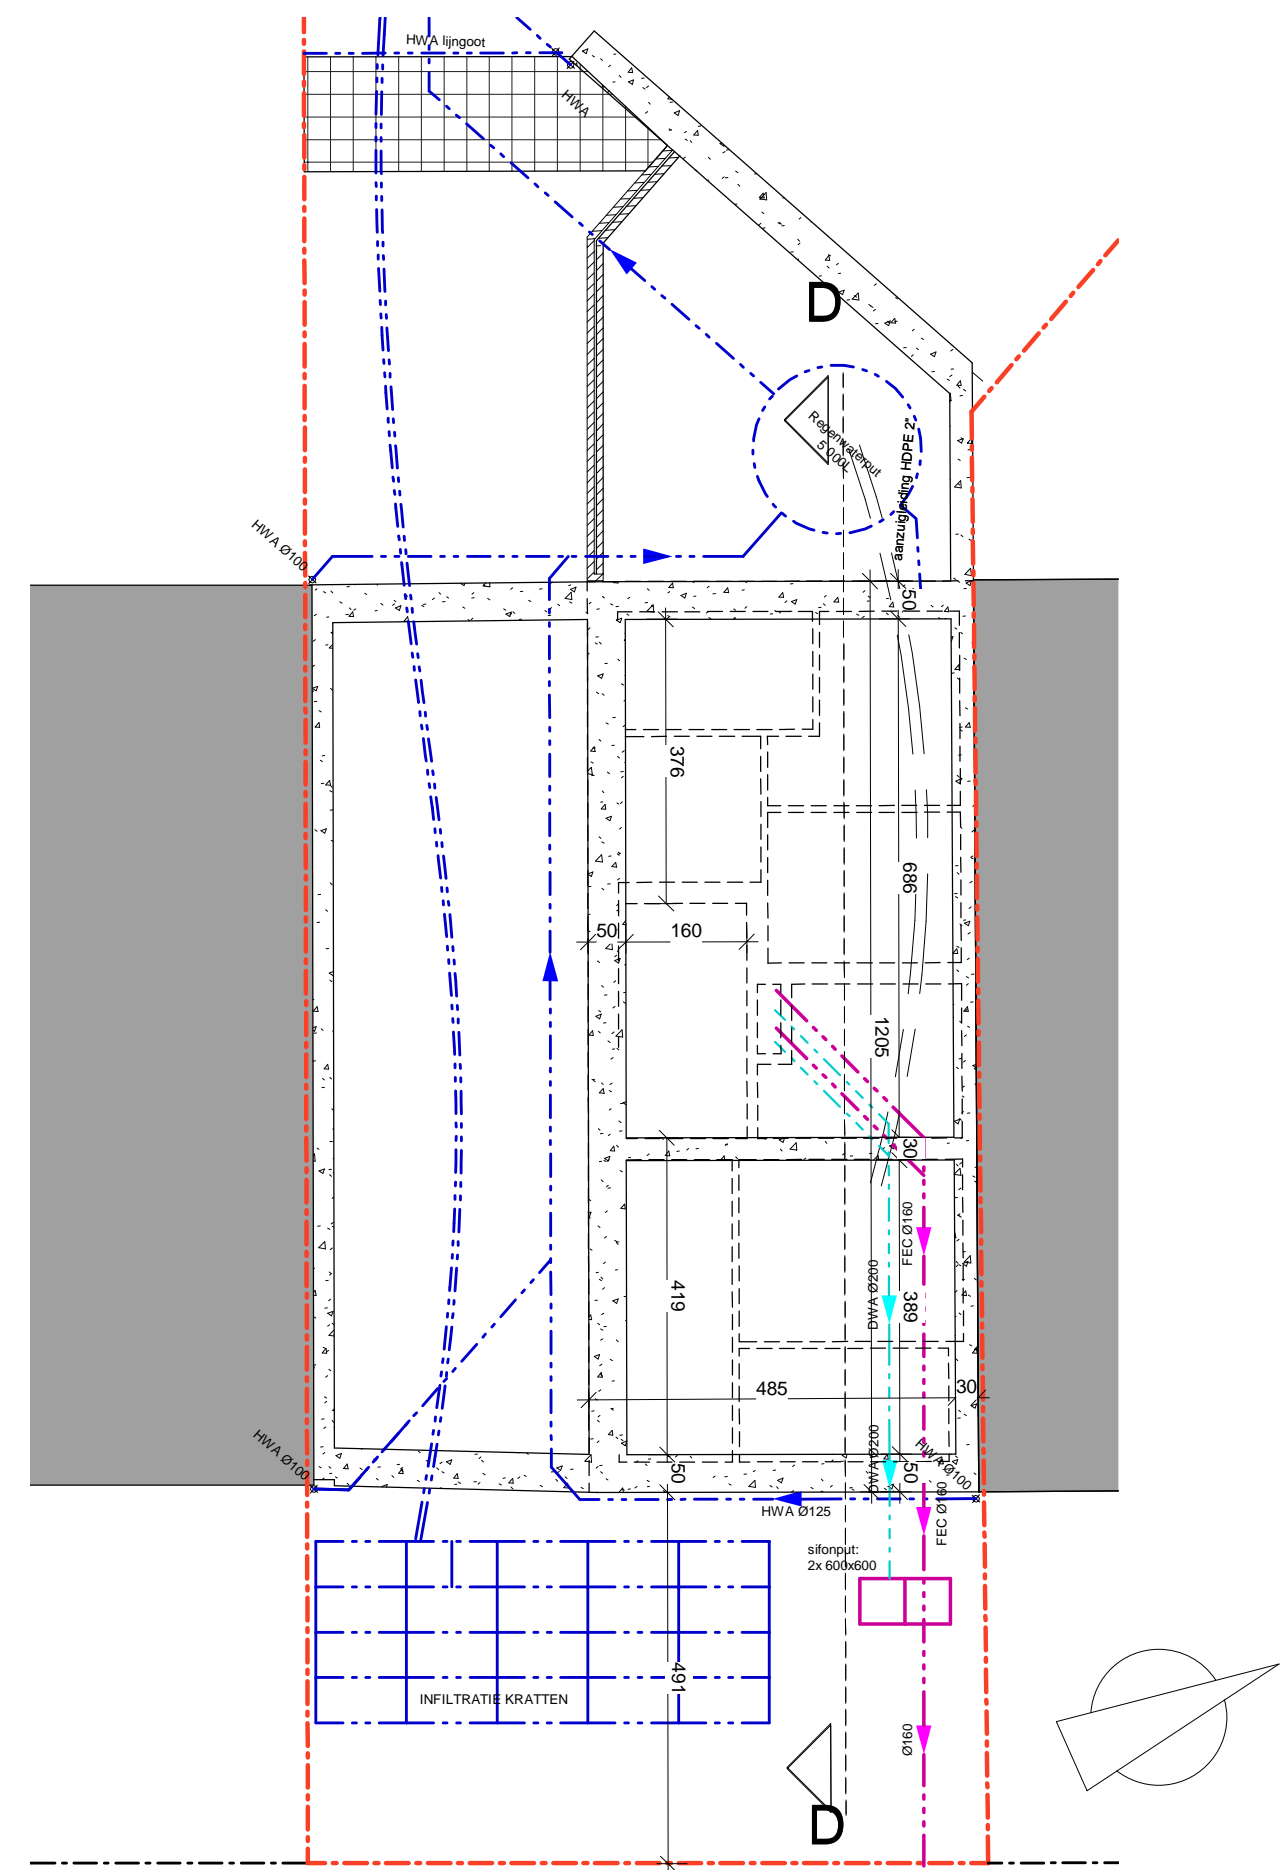 HWA lijngoot
HWA
D
Regenwaterput
5 000L
aanzuigleiding HDPE 2"
HWA Ø100
50
376
686
50
160
1205
30
FEC Ø160
DWA Ø200
419
389
485
30
HWA Ø100
50
DWA Ø200
50
HWA Ø100
FEC Ø160
HWA Ø125
sifonput:
2x 600x600
491
INFILTRATIE KRATTEN
Ø160
D